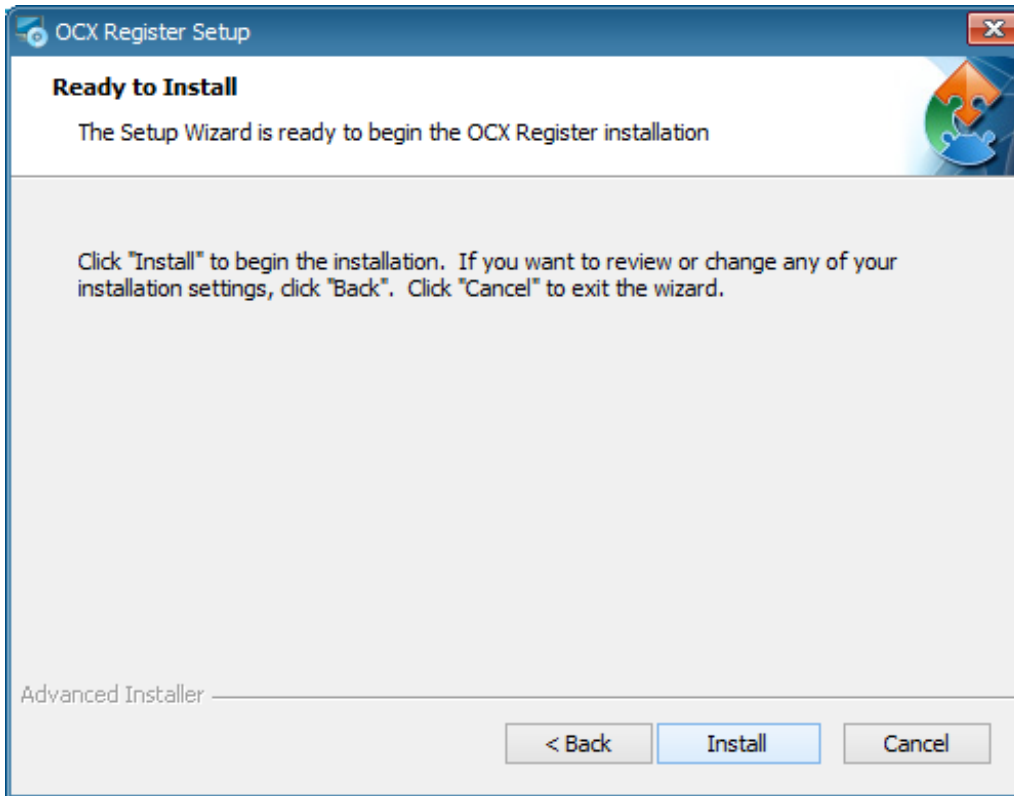 OCX Register Setup
Ready to Install
The Setup Wizard is ready to begin the OCX Register installation
Click "Install" to begin the installation.  If you want to review or change any of your
installation settings, click "Back".  Click "Cancel" to exit the wizard.
Advanced Installer
< Back
Install
Cancel